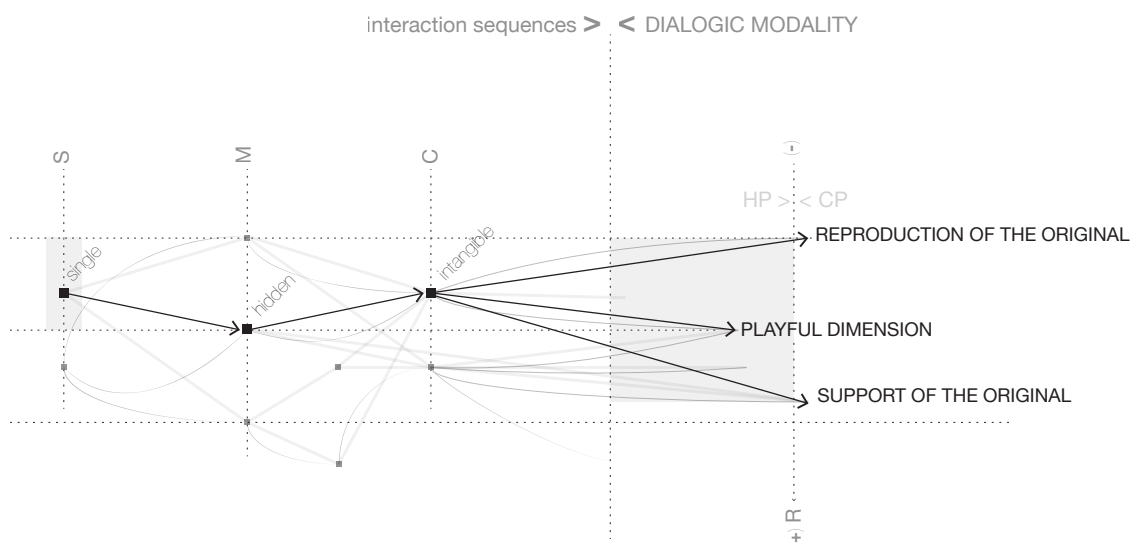 interaction sequences > < DIALOGIC MODALITY
S
M
C
(-)
HP > < CP
single
hidden
intangible
REPRODUCTION OF THE ORIGINAL
PLAYFUL DIMENSION
SUPPORT OF THE ORIGINAL
+) R